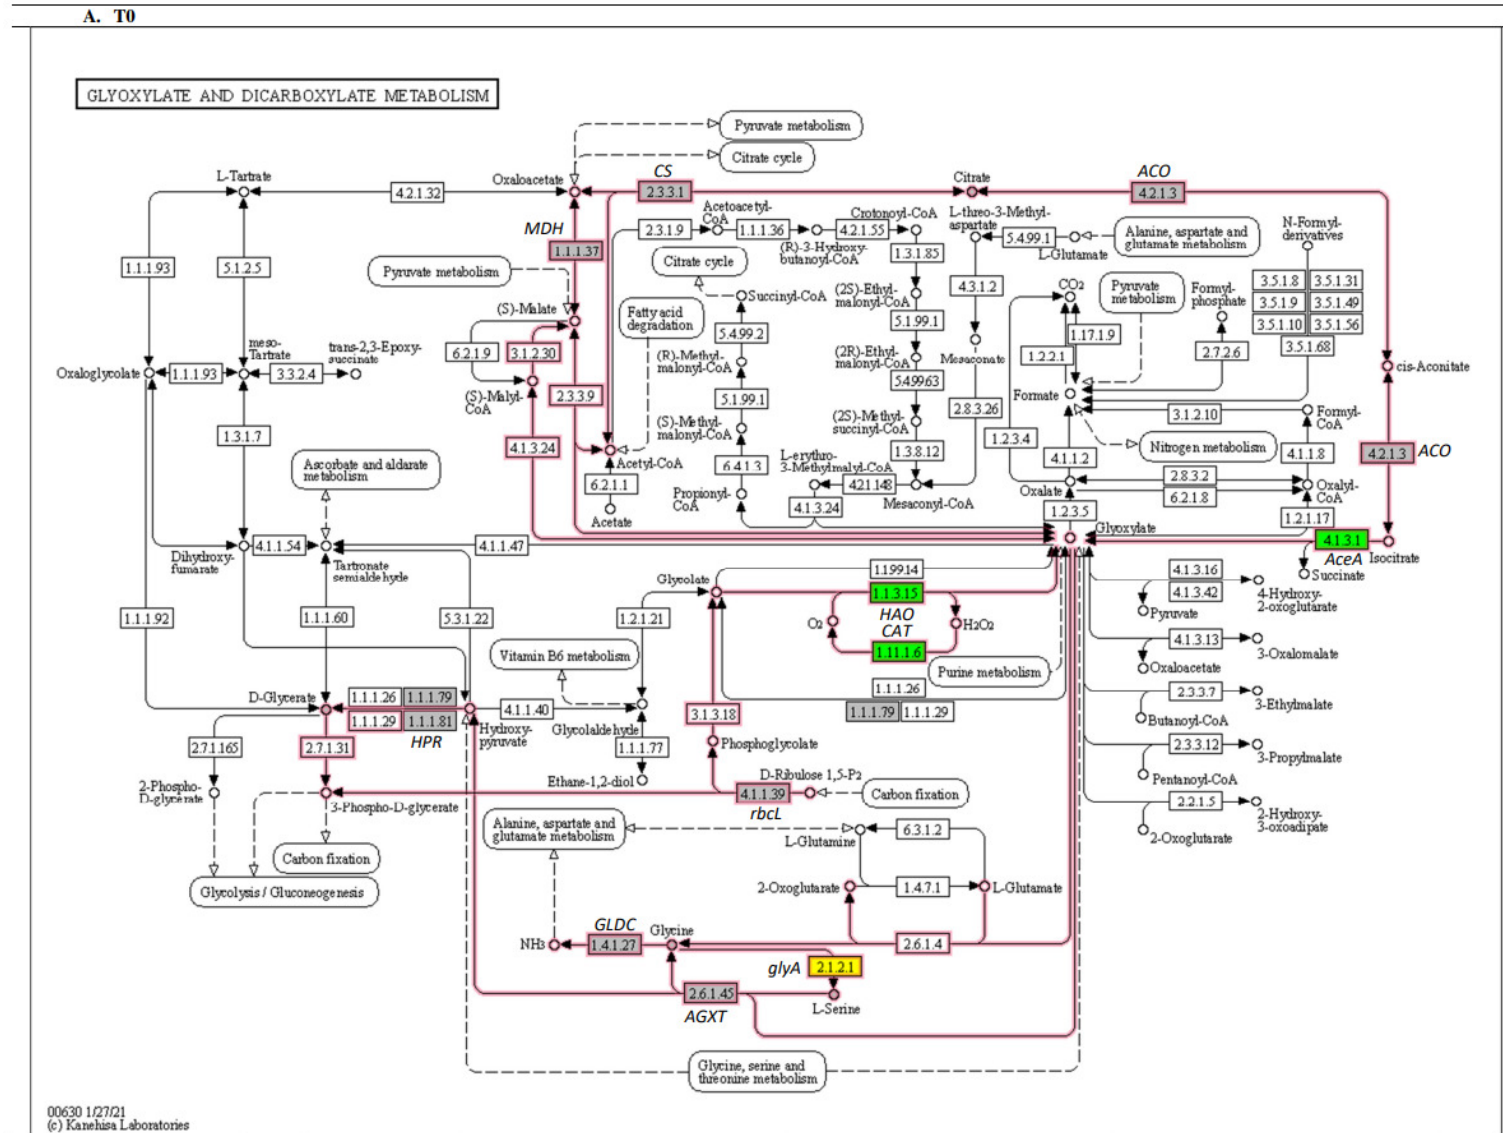 A. T0
GLYOXYLATE AND DICARBOXYLATE METABOLISM
Pyruvate metabolism
Citrate cycle
L-Tartrate
4.2.1.32
Oxaloacetate
CS
2.3.3.1
Citrate
ACO
4.2.1.3
MDH
1.1.1.37
2.3.1.9
Acetoacetyl-
CoA
1.1.1.36
(R)-3-Hydroxy-
butanoyl-CoA
4.2.1.55
Crotonoyl-CoA
1.3.1.85
L-threo-3-Methyl-
aspartate
5.4.99.1
L-Glutamate
Alanine, aspartate and
glutamate metabolism
N-Formyl-
derivatives
1.1.1.93
5.1.2.5
Pyruvate metabolism
Citrate cycle
Succinyl-CoA
(2S)-Ethyl-
malonyl-CoA
4.3.1.2
CO2
Pyruvate
metabolism
Formyl-
phosphate
3.5.1.8
3.5.1.31
3.5.1.9
3.5.1.49
3.5.1.10
3.5.1.56
3.5.1.68
(S)-Malate
Fatty acid
degradation
5.4.99.2
5.1.99.1
1.17.1.9
1.2.2.1
2.7.2.6
Mesaconate
meso-
Tartrate
trans-2,3-Epoxy-
succinate
6.2.1.9
3.1.2.30
(R)-Methyl-
malonyl-CoA
(2R)-Ethyl-
malonyl-CoA
cis-Aconitate
Oxaloglycolate
1.1.1.93
3.3.2.4
(S)-Malyl-
CoA
2.3.3.9
5.1.99.1
5.4.99.63
Formate
2.8.3.26
3.1.2.10
Formyl-
CoA
1.3.1.7
4.1.3.24
(S)-Methyl-
malonyl-CoA
(2S)-Methyl-
succinyl-CoA
1.2.3.4
Nitrogen metabolism
ACO
4.2.1.3
Ascorbate and aldarate
metabolism
Acetyl-CoA
6.4.1.3
L-erythro-
3-Methylmalyl-CoA
1.3.8.12
4.1.1.2
4.1.1.8
6.2.1.1
Propionyl-
CoA
4.2.1.148
Mesaconyl-CoA
Oxalate
2.8.3.2
6.2.1.8
Oxalyl-
CoA
Acetate
4.1.3.24
1.2.3.5
1.2.1.17
Glyoxylate
Dihydroxy-
fumarate
4.1.1.54
Tartronate
semialdehyde
4.1.1.47
4.1.3.1
AceA
Isocitrate
Succinate
Glycolate
1.1.99.14
4.1.3.16
4.1.3.42
4-Hydroxy-
2-oxoglutarate
Pyruvate
1.1.1.92
1.1.1.60
5.3.1.22
1.2.1.21
1.1.3.15
HAO
O2
H2O2
CAT
1.11.1.6
4.1.3.13
3-Oxalomalate
Oxaloacetate
Vitamin B6 metabolism
Purine metabolism
1.1.1.26
1.1.1.79
1.1.1.29
2.3.3.7
3-Ethylmalate
Butanoyl-CoA
D-Glycerate
1.1.1.26
1.1.1.79
1.1.1.29
1.1.1.81
HPR
Hydroxy-
pyruvate
4.1.1.40
Glycolaldehyde
3.1.3.18
2.7.1.165
2.7.1.31
1.1.1.77
Phosphoglycolate
2.3.3.12
3-Propylmalate
Pentanoyl-CoA
Ethane-1,2-diol
D-Ribulose 1,5-P2
2-Phospho-
D-glycerate
3-Phospho-D-glycerate
4.1.1.39
rbcL
Carbon fixation
2.2.1.5
2-Hydroxy-
3-oxoadipate
2-Oxoglutarate
Alanine, aspartate and
glutamate metabolism
L-Glutamine
6.3.1.2
Carbon fixation
Glycolysis / Gluconeogenesis
2-Oxoglutarate
1.4.7.1
L-Glutamate
NH3
GLDC
1.4.1.27
Glycine
2.6.1.4
glyA
2.1.2.1
L-Serine
2.6.1.45
AGXT
Glycine, serine and
threonine metabolism
00630 1/27/21
(c) Kanehisa Laboratories